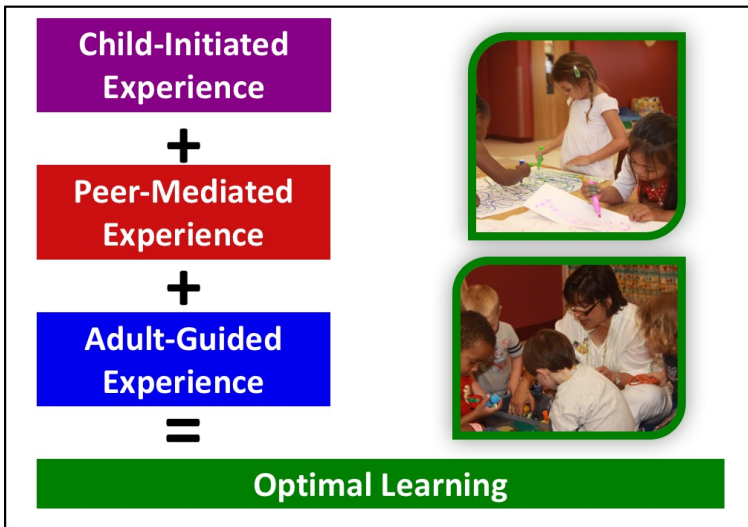 Child-Initiated
Experience
+
Peer-Mediated
Experience
+
Adult-Guided
Experience
=
Optimal Learning